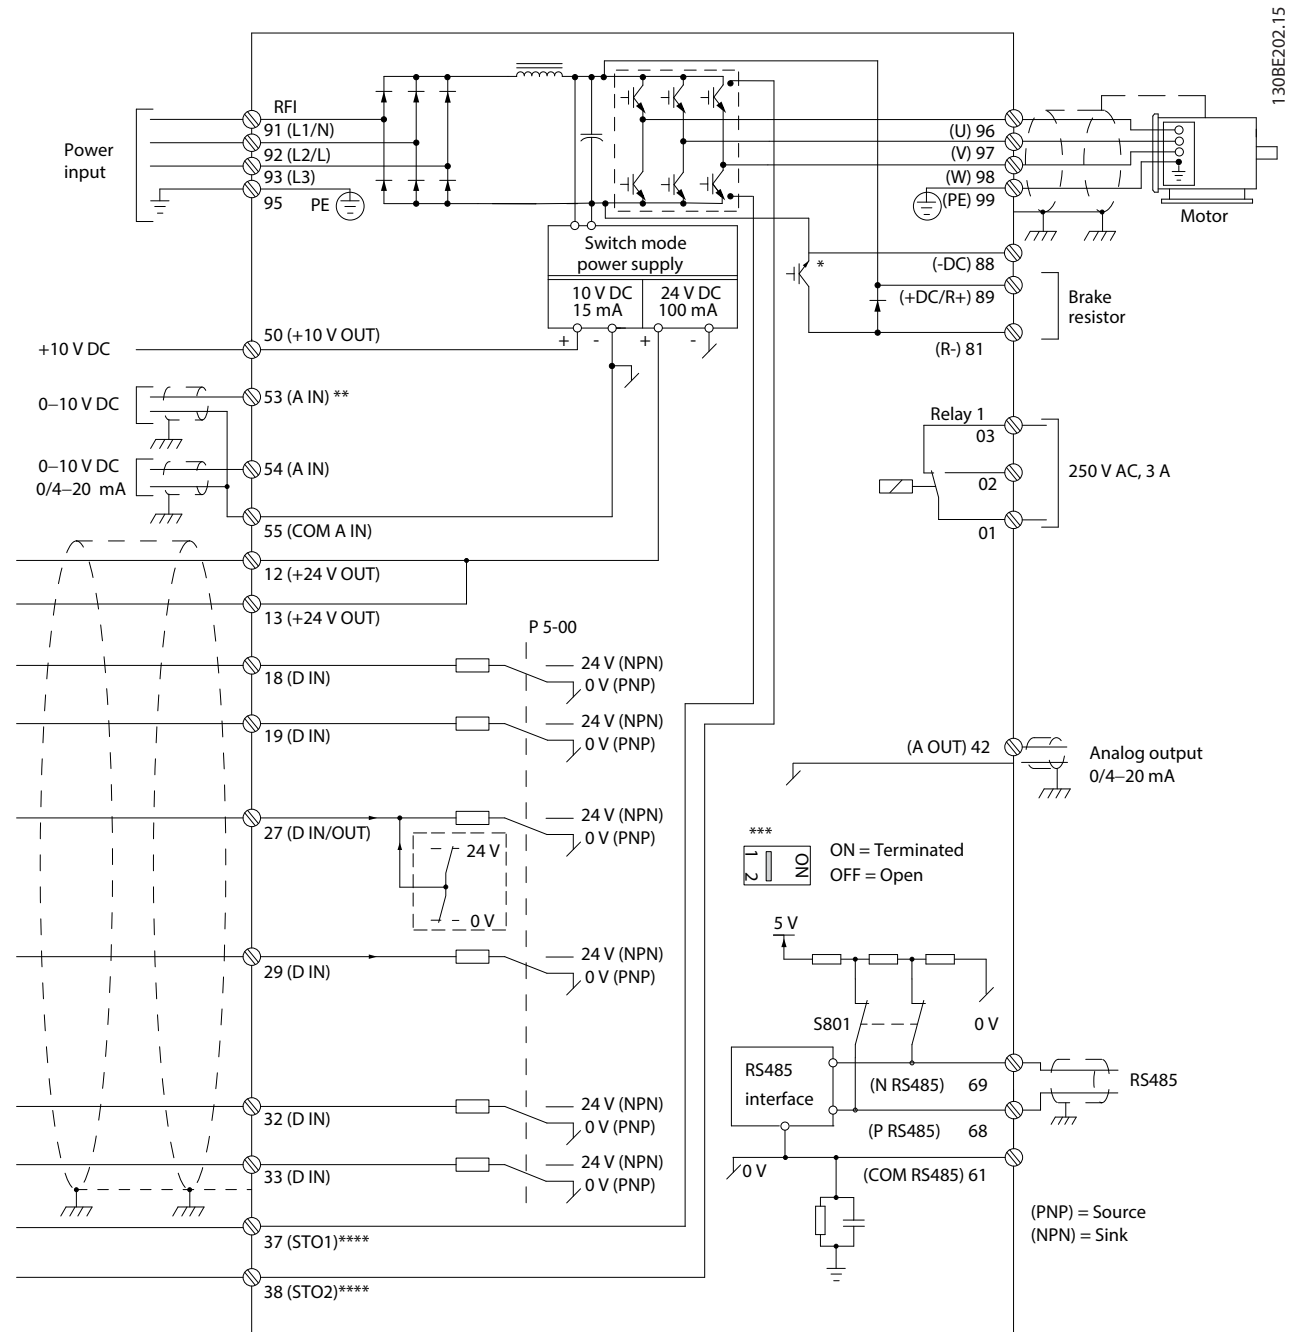 130BE202.15
RFI
91 (L1/N)
92 (L2/L)
93 (L3)
95
PE
Power
input
(U) 96
(V) 97
(W) 98
(PE) 99
Motor
Switch mode
power supply
10 V DC
15 mA
24 V DC
100 mA
+ - + -
*
(-DC) 88
(+DC/R+) 89
(R-) 81
Brake
resistor
+10 V DC
50 (+10 V OUT)
0–10 V DC
53 (A IN) **
0–10 V DC
0/4–20 mA
54 (A IN)
55 (COM A IN)
Relay 1
03
02
01
250 V AC, 3 A
12 (+24 V OUT)
13 (+24 V OUT)
P 5-00
18 (D IN)
24 V (NPN)
0 V (PNP)
19 (D IN)
24 V (NPN)
0 V (PNP)
27 (D IN/OUT)
24 V (NPN)
0 V (PNP)
24 V
0 V
29 (D IN)
24 V (NPN)
0 V (PNP)
32 (D IN)
24 V (NPN)
0 V (PNP)
33 (D IN)
24 V (NPN)
0 V (PNP)
37 (STO1)****
38 (STO2)****
(A OUT) 42
Analog output
0/4–20 mA
***
1 2
ON
ON = Terminated
OFF = Open
5 V
S801
0 V
RS485
interface
(N RS485) 69
(P RS485) 68
RS485
0 V
(COM RS485) 61
(PNP) = Source
(NPN) = Sink